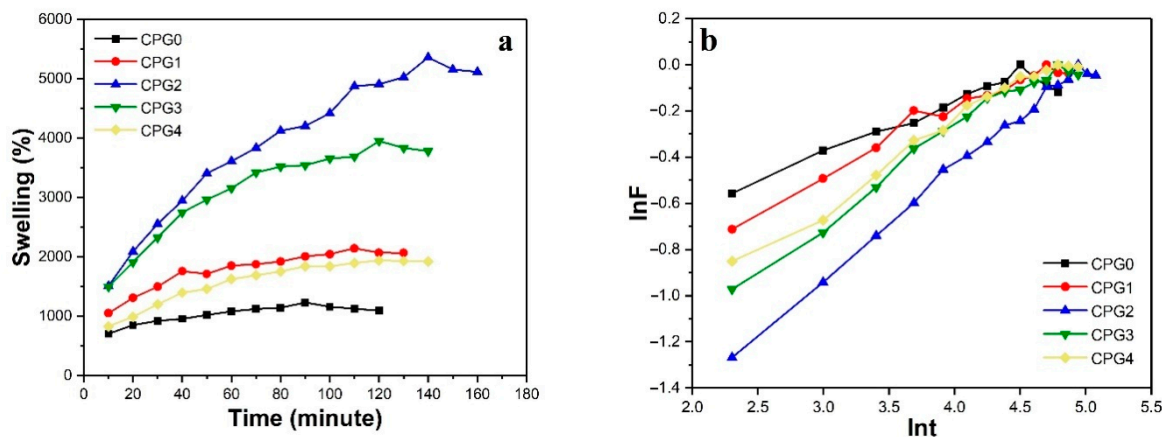 a
Swelling (%)
6000
5000
4000
3000
2000
1000
0
CPG0
CPG1
CPG2
CPG3
CPG4
0 20 40 60 80 100 120 140 160 180
Time (minute)
b
lnF
0.0
−0.2
−0.4
−0.6
−0.8
−1.0
−1.2
−1.4
CPG0
CPG1
CPG2
CPG3
CPG4
2.0 2.5 3.0 3.5 4.0 4.5 5.0 5.5
lnt